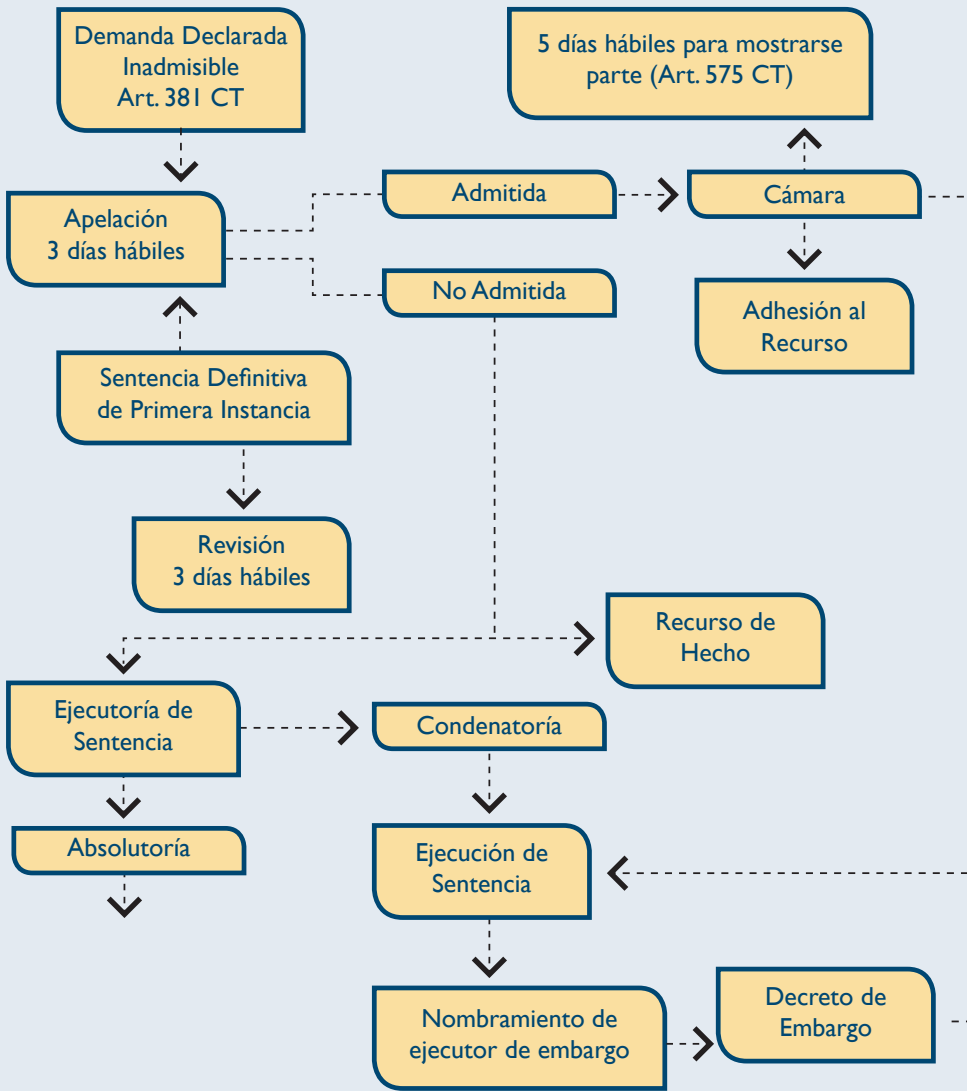 Demanda Declarada
Inadmisible
Art. 381 CT
5 días hábiles para mostrarse
parte (Art. 575 CT)
Apelación
3 días hábiles
Admitida
Cámara
No Admitida
Adhesión al
Recurso
Sentencia Definitiva
de Primera Instancia
Revisión
3 días hábiles
Recurso de
Hecho
Ejecutoría de
Sentencia
Condenatoría
Absolutoría
Ejecución de
Sentencia
Nombramiento de
ejecutor de embargo
Decreto de
Embargo